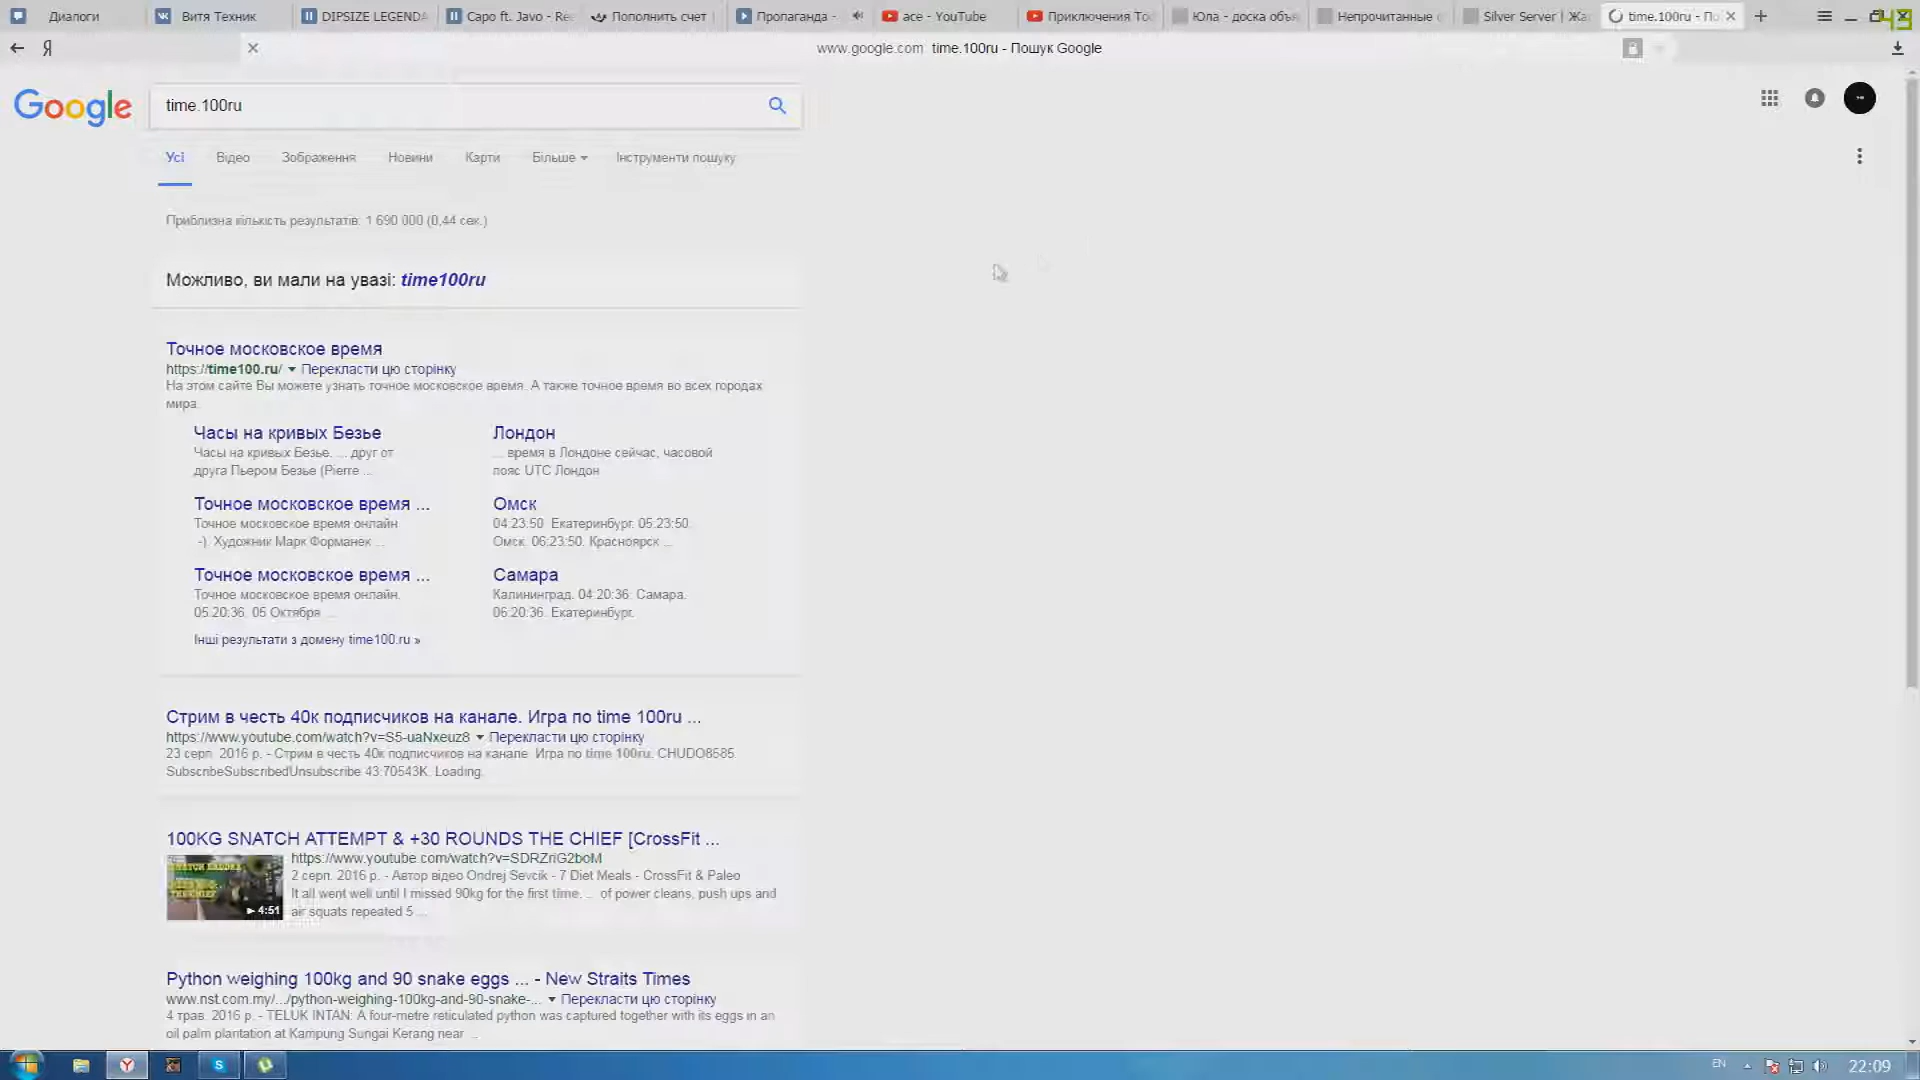 Диалоги
Витя Техник
DIPSIZE LEGENDA
Capo ft. Javo - Re
Пополнить счет
Пропаганда -
ace - YouTube
Приключения To
Юла - доска объя
Непрочитанные
Silver Server | Жа
time.100ru - По
43
Я
www.google.com time.100ru - Пошук Google
Google
time.100ru
Усі
Відео
Зображення
Новини
Карти
Більше
Інструменти пошуку
Приблизна кількість результатів: 1 690 000 (0,44 сек.)
Можливо, ви мали на увазі: time100ru
Точное московское время
https://time100.ru/ Перекласти цю сторінку
На этом сайте Вы можете узнать точное московское время. А также точное время во всех городах
мира.
Часы на кривых Безье
Часы на кривых Безье. ... друг от
друга Пьером Безье (Pierre ...
Лондон
... время в Лондоне сейчас, часовой
пояс UTC Лондон
Точное московское время ...
Точное московское время онлайн
:-). Художник Марк Форманек ...
Омск
04:23:50. Екатеринбург. 05:23:50.
Омск. 06:23:50. Красноярск ...
Точное московское время ...
Точное московское время онлайн.
05:20:36. 05 Октября ...
Самара
Калининград. 04:20:36. Самара.
06:20:36. Екатеринбург.
Інші результати з домену time100.ru »
Стрим в честь 40к подписчиков на канале. Игра по time 100ru ...
https://www.youtube.com/watch?v=S5-uaNxeuz8 Перекласти цю сторінку
23 серп. 2016 р. - Стрим в честь 40к подписчиков на канале. Игра по time 100ru. CHUDO8585.
SubscribeSubscribedUnsubscribe 43.70543K. Loading.
100KG SNATCH ATTEMPT & +30 ROUNDS THE CHIEF [CrossFit ...
https://www.youtube.com/watch?v=SDRZriG2boM
2 серп. 2016 р. - Автор відео Ondrej Sevcik - 7 Diet Meals - CrossFit & Paleo
It all went well until I missed 90kg for the first time. ... of power cleans, push ups and
air squats repeated 5 ...
4:51
Python weighing 100kg and 90 snake eggs ... - New Straits Times
www.nst.com.my/.../python-weighing-100kg-and-90-snake-... Перекласти цю сторінку
4 трав. 2016 р. - TELUK INTAN: A four-metre reticulated python was captured together with its eggs in an
oil palm plantation at Kampung Sungai Kerang near ...
EN
22:09